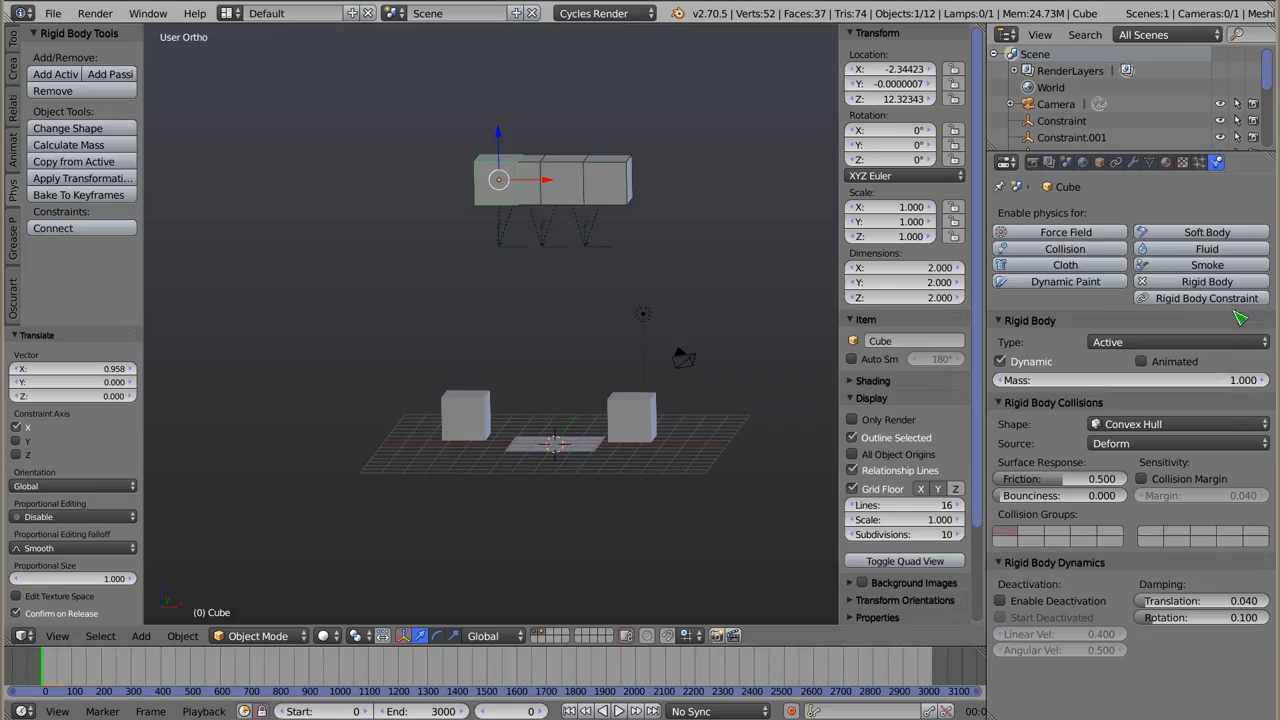 File Render Window Help Default Scene Cycles Render v2.70.5 | Verts:52 | Faces:37 | Tris:74 | Objects:1/12 | Lamps:0/1 | Mem:24.73M | Cube Scenes:1 | Cameras:0/1 | Meshl
Rigid Body Tools
Add/Remove:
Add Activ Add Passi
Remove
Object Tools:
Change Shape
Calculate Mass
Copy from Active
Apply Transformati...
Bake To Keyframes
Constraints:
Connect
Too
Crea
Relati
Animat
Phys
Grease P
Oscurart
Translate
Vector
X: 0.958
Y: 0.000
Z: 0.000
Constraint Axis
X
Y
Z
Orientation
Global
Proportional Editing
Disable
Proportional Editing Falloff
Smooth
Proportional Size
1.000
Edit Texture Space
Confirm on Release
User Ortho
(0) Cube
Transform
Location:
X: -2.34423
Y: -0.0000007
Z: 12.32343
Rotation:
X: 0°
Y: 0°
Z: 0°
XYZ Euler
Scale:
X: 1.000
Y: 1.000
Z: 1.000
Dimensions:
X: 2.000
Y: 2.000
Z: 2.000
Item
Cube
Auto Sm 180°
Shading
Display
Only Render
Outline Selected
All Object Origins
Relationship Lines
Grid Floor X Y Z
Lines: 16
Scale: 1.000
Subdivisions: 10
Toggle Quad View
Background Images
Transform Orientations
Properties
View Search All Scenes
Scene
RenderLayers
World
Camera
Constraint
Constraint.001
Cube
Enable physics for:
Force Field Soft Body
Collision Fluid
Cloth Smoke
Dynamic Paint Rigid Body
Rigid Body Constraint
Rigid Body
Type: Active
Dynamic Animated
Mass: 1.000
Rigid Body Collisions
Shape: Convex Hull
Source: Deform
Surface Response: Sensitivity:
Friction: 0.500 Collision Margin
Bounciness: 0.000 Margin: 0.040
Collision Groups:
Rigid Body Dynamics
Deactivation: Damping:
Enable Deactivation Translation: 0.040
Start Deactivated Rotation: 0.100
Linear Vel: 0.400
Angular Vel: 0.500
View Select Add Object Object Mode Global
0 100 200 300 400 500 600 700 800 900 1000 1100 1200 1300 1400 1500 1600 1700 1800 1900 2000 2100 2200 2300 2400 2500 2600 2700 2800 2900 3000 3100
View Marker Frame Playback Start: 0 End: 3000 0 No Sync 00:0